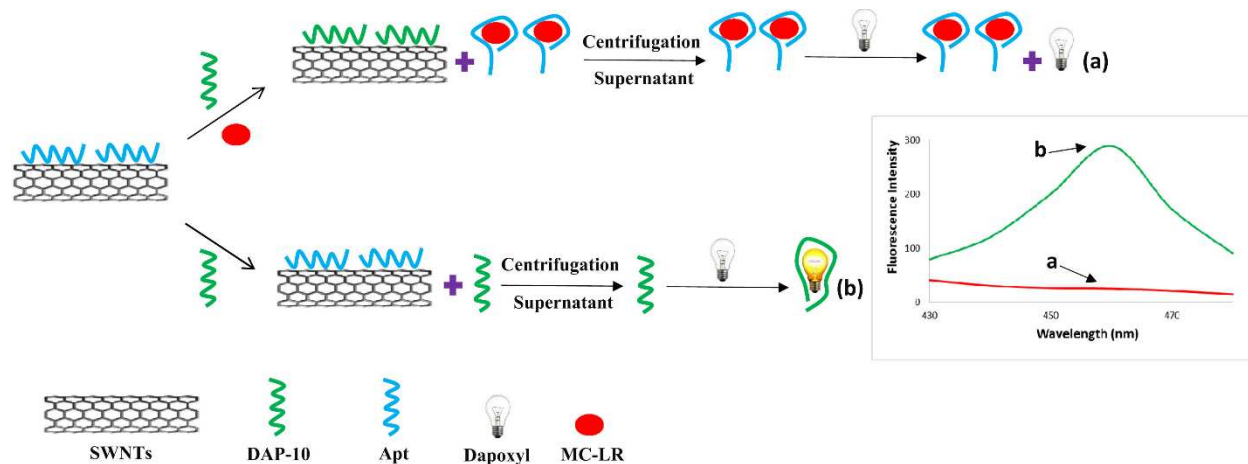 Centrifugation
Supernatant
(a)
Centrifugation
Supernatant
(b)
Fluorescence Intensity
300
200
100
0
b
a
430
450
47C
Wavelength (nm)
SWNTs
DAP-10
Apt
Dapoxyl
MC-LR